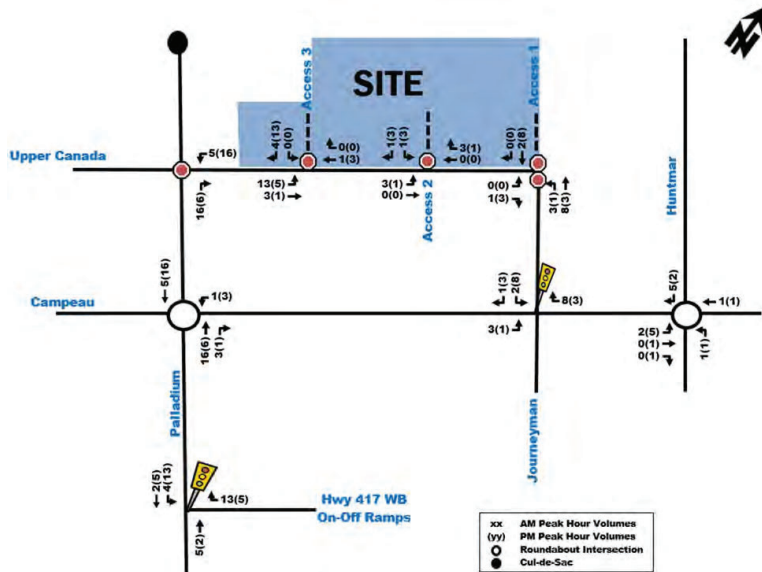 N
SITE
Access 3
Access 1
4(13)
0(0)
0(0)
1(3)
1(3)
1(3)
3(1)
0(0)
0(0)
2(8)
Upper Canada
5(16)
16(6)
13(5)
3(1)
3(1)
0(0)
Access 2
0(0)
1(3)
3(1)
8(3)
Huntmar
5(16)
1(3)
1(3)
2(8)
8(3)
5(2)
1(1)
Campeau
16(6)
3(1)
3(1)
2(5)
0(1)
0(1)
1(1)
Palladium
Journeyman
2(5)
4(13)
13(5)
Hwy 417 WB
On-Off Ramps
5(2)
xx AM Peak Hour Volumes
(yy) PM Peak Hour Volumes
Roundabout Intersection
Cul-de-Sac